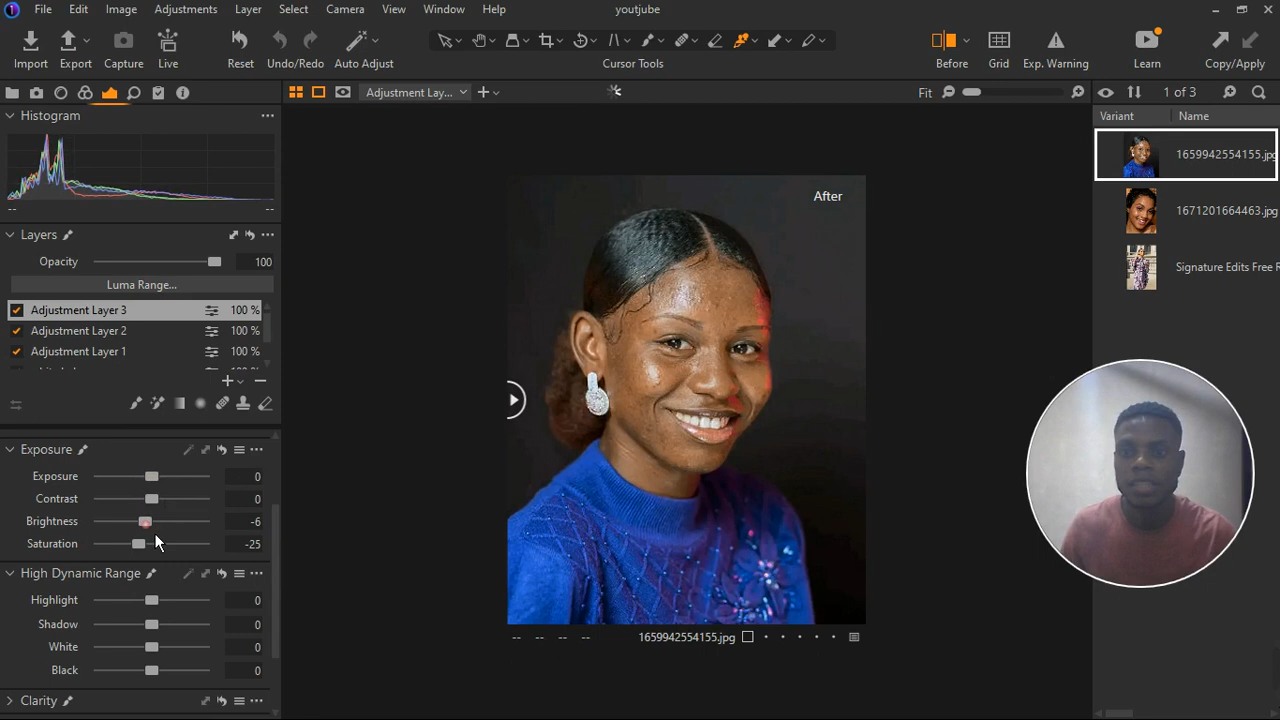 File Edit Image Adjustments Layer Select Camera View Window Help youtjube
Import Export Capture Live Reset Undo/Redo Auto Adjust Cursor Tools Before Grid Exp. Warning Learn Copy/Apply
Adjustment Lay... Fit 1 of 3
Histogram
Variant Name
-- --
After
1659942554155.jpg
Layers
1671201664463.jpg
Opacity 100
Signature Edits Free R
Luma Range...
Adjustment Layer 3 100 %
Adjustment Layer 2 100 %
Adjustment Layer 1 100 %
Exposure
Exposure 0
Contrast 0
Brightness -6
Saturation -25
High Dynamic Range
Highlight 0
Shadow 0
-- -- -- -- 1659942554155.jpg
White 0
Black 0
Clarity